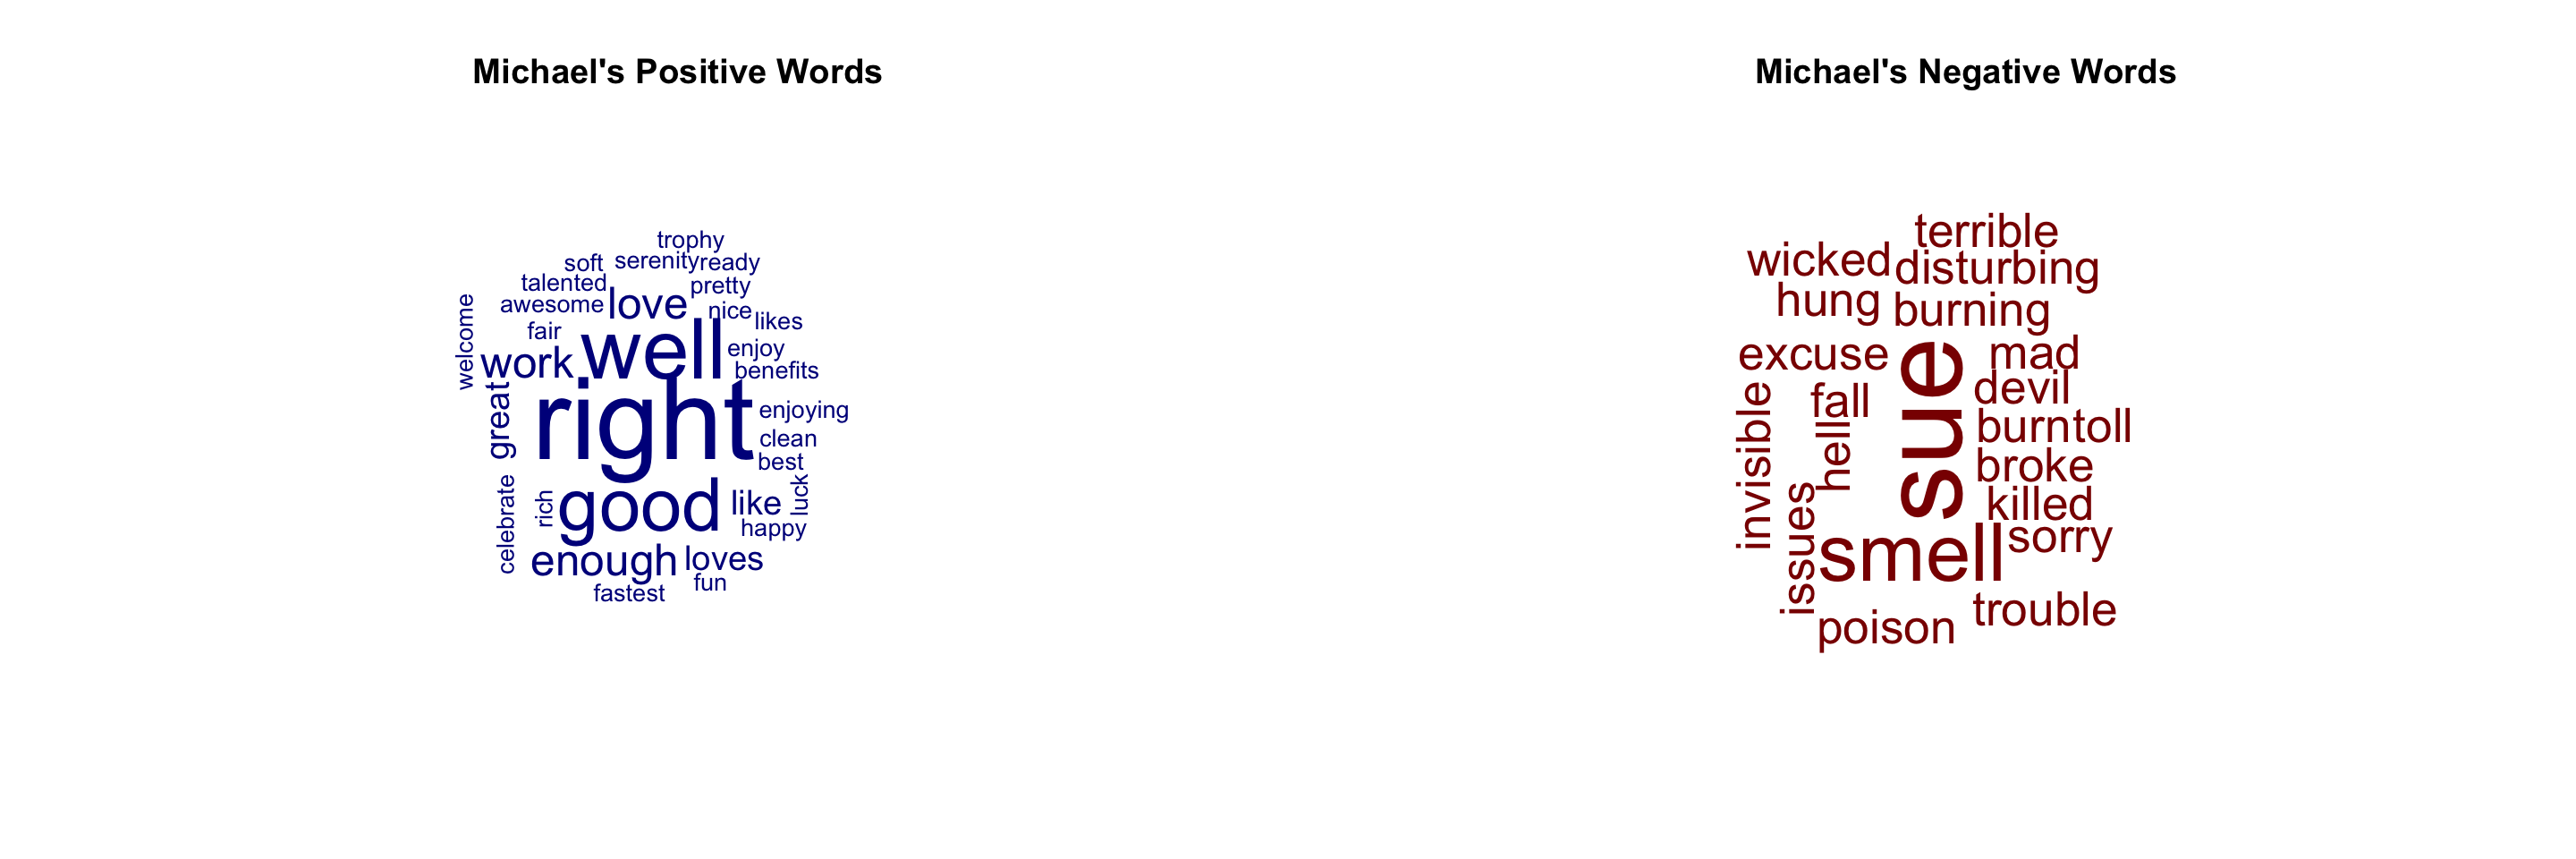 Michael's Positive Words
trophy
soft
serenity
ready
talented
pretty
awesome
love
nice
likes
welcome
fair
well
enjoy
work
benefits
great
right
enjoying
clean
best
celebrate
rich
good
like
luck
happy
enough
loves
fun
fastest
Michael's Negative Words
terrible
wicked
disturbing
hung
burning
excuse
mad
sue
devil
fall
invisible
hell
burntoll
broke
issues
killed
smell
sorry
trouble
poison